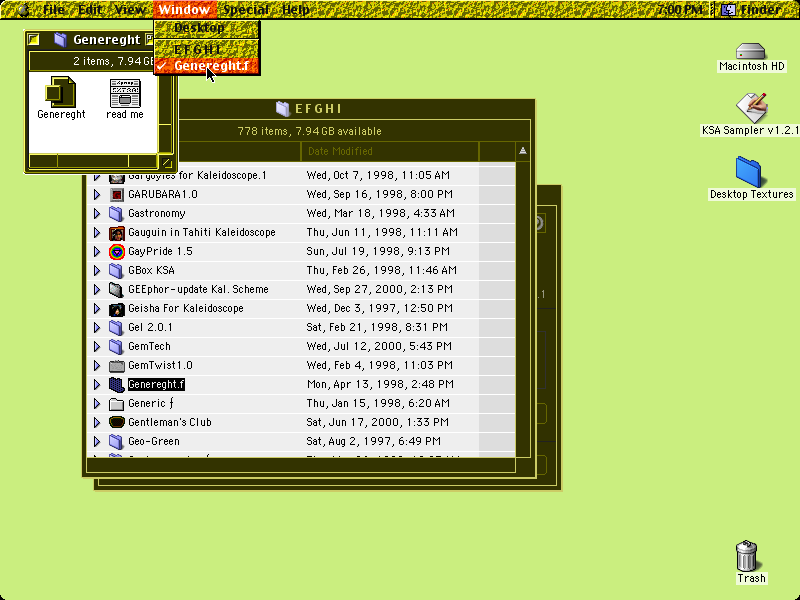 File Edit View Window Special Help 7:00 PM Finder
Desktop
EFGHI
Genereght.f
Genereght
2 items, 7.94 GB
Genereght
read me
Macintosh HD
KSA Sampler v1.2.1
Desktop Textures
Trash
EFGHI
778 items, 7.94 GB available
Date Modified
Gargoyles for Kaleidoscope.1 Wed, Oct 7, 1998, 11:05 AM
GARUBARA1.0 Wed, Sep 16, 1998, 8:00 PM
Gastronomy Wed, Mar 18, 1998, 4:33 AM
Gauguin in Tahiti Kaleidoscope Thu, Jun 11, 1998, 11:11 AM
GayPride 1.5 Sun, Jul 19, 1998, 9:13 PM
GBox KSA Thu, Feb 26, 1998, 11:46 AM
GEEphor-update Kal. Scheme Wed, Sep 27, 2000, 2:13 PM
Geisha For Kaleidoscope Wed, Dec 3, 1997, 12:50 PM
Gel 2.0.1 Sat, Feb 21, 1998, 8:31 PM
GemTech Wed, Jul 12, 2000, 5:43 PM
GemTwist1.0 Wed, Feb 4, 1998, 11:03 PM
Genereght.f Mon, Apr 13, 1998, 2:48 PM
Generic ƒ Thu, Jan 15, 1998, 6:20 AM
Gentleman's Club Sat, Jun 17, 2000, 1:33 PM
Geo-Green Sat, Aug 2, 1997, 6:49 PM
.1